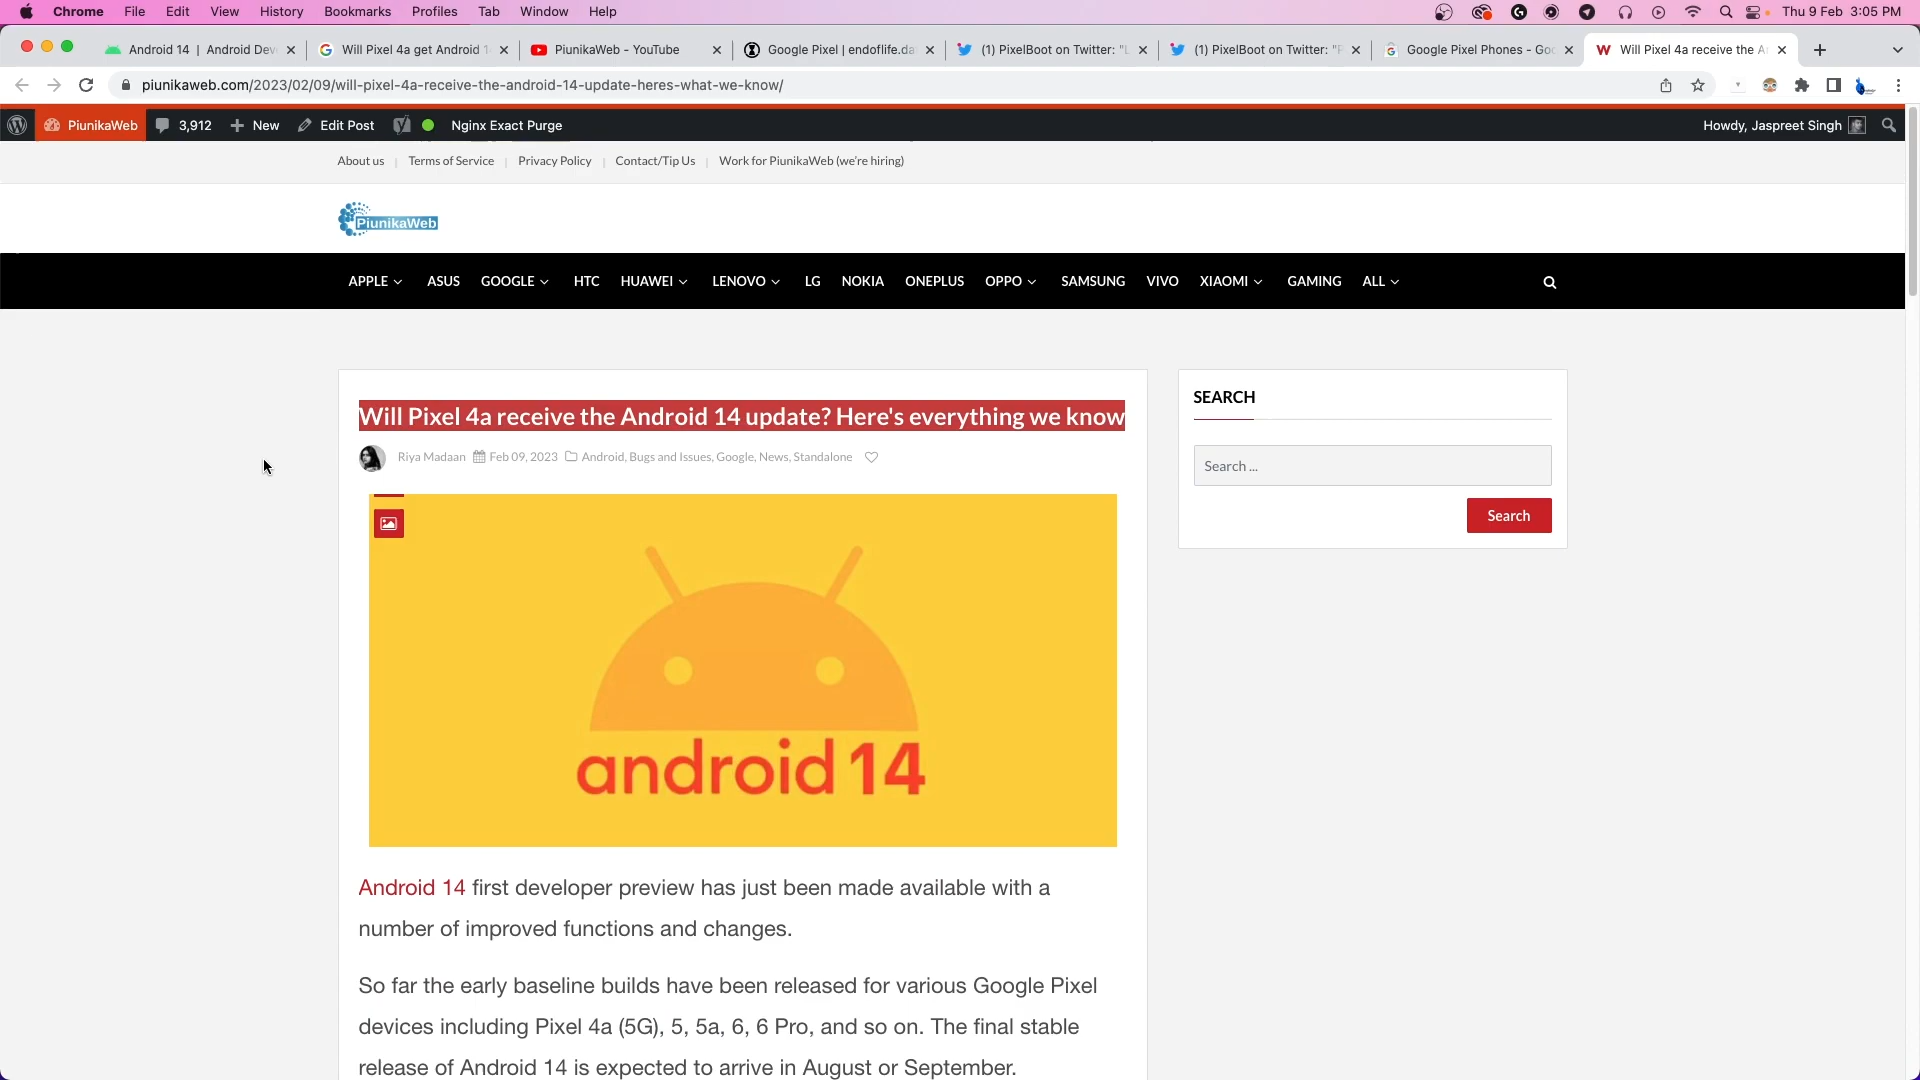 Chrome File Edit View History Bookmarks Profiles Tab Window Help Thu 9 Feb 3:05 PM
Android 14 | Android Dev Will Pixel 4a get Android 1 PiunikaWeb - YouTube Google Pixel | endoflife.da (1) PixelBoot on Twitter: "L (1) PixelBoot on Twitter: "F Google Pixel Phones - Goo Will Pixel 4a receive the A
piunikaweb.com/2023/02/09/will-pixel-4a-receive-the-android-14-update-heres-what-we-know/
PiunikaWeb 3,912 New Edit Post Nginx Exact Purge Howdy, Jaspreet Singh
About us Terms of Service Privacy Policy Contact/Tip Us Work for PiunikaWeb (we're hiring)
PiunikaWeb
APPLE ASUS GOOGLE HTC HUAWEI LENOVO LG NOKIA ONEPLUS OPPO SAMSUNG VIVO XIAOMI GAMING ALL
Will Pixel 4a receive the Android 14 update? Here's everything we know
Riya Madaan Feb 09, 2023 Android, Bugs and Issues, Google, News, Standalone
android 14
Android 14 first developer preview has just been made available with a
number of improved functions and changes.
So far the early baseline builds have been released for various Google Pixel
devices including Pixel 4a (5G), 5, 5a, 6, 6 Pro, and so on. The final stable
release of Android 14 is expected to arrive in August or September.
SEARCH
Search ...
Search